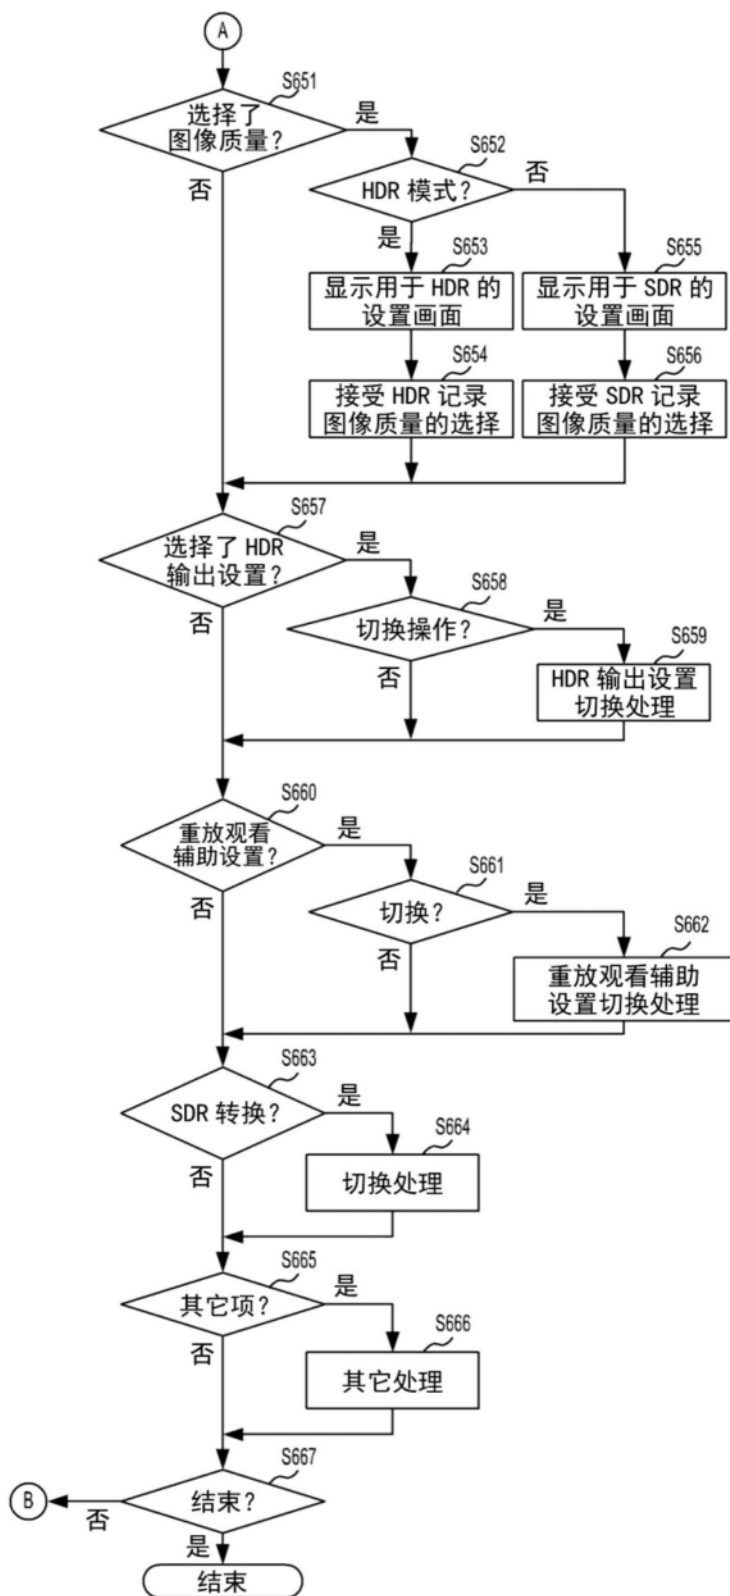 A
S651
选择了
图像质量？
是
否
S652
HDR 模式？
否
是
S653
显示用于 HDR 的
设置画面
S655
显示用于 SDR 的
设置画面
S654
接受 HDR 记录
图像质量的选择
S656
接受 SDR 记录
图像质量的选择
S657
选择了 HDR
输出设置？
是
否
S658
切换操作？
是
否
S659
HDR 输出设置
切换处理
S660
重放观看
辅助设置？
是
否
S661
切换？
是
否
S662
重放观看辅助
设置切换处理
S663
SDR 转换？
是
否
S664
切换处理
S665
其它项？
是
否
S666
其它处理
S667
结束？
B
否
是
结束